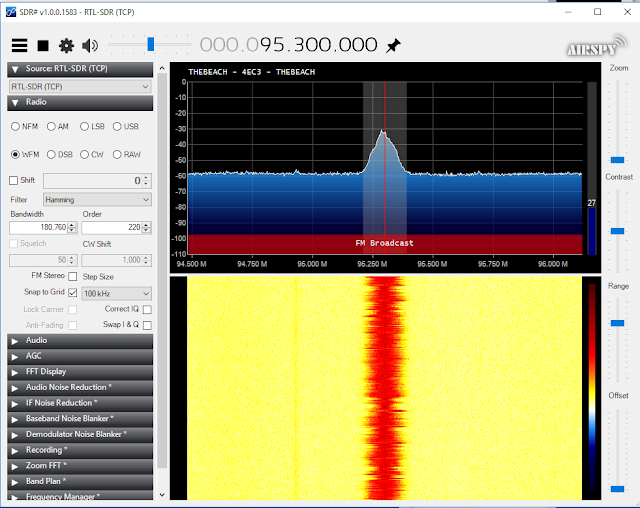 SDR# v1.0.0.1583 - RTL-SDR (TCP)
000.095.300.000
AIRSPY
Source: RTL-SDR (TCP)
RTL-SDR (TCP)
Radio
NFM AM LSB USB
WFM DSB CW RAW
Shift 0
Filter Hamming
Bandwidth Order
180.760 220
Squelch CW Shift
50 1,000
FM Stereo Step Size
Snap to Grid 100 kHz
Lock Carrier Correct IQ
Anti-Fading Swap I & Q
Audio
AGC
FFT Display
Audio Noise Reduction *
IF Noise Reduction *
Baseband Noise Blanker *
Demodulator Noise Blanker *
Recording *
Zoom FFT *
Band Plan *
Frequency Manager *
THEBEACH - 4EC3 - THEBEACH
0
-10
-20
-30
-40
-50
-60
-70
-80
-90
-100
-110
27
FM Broadcast
94.500 M 94.750 M 95.000 M 95.250 M 95.500 M 95.750 M 96.000 M
Zoom
Contrast
Range
Offset